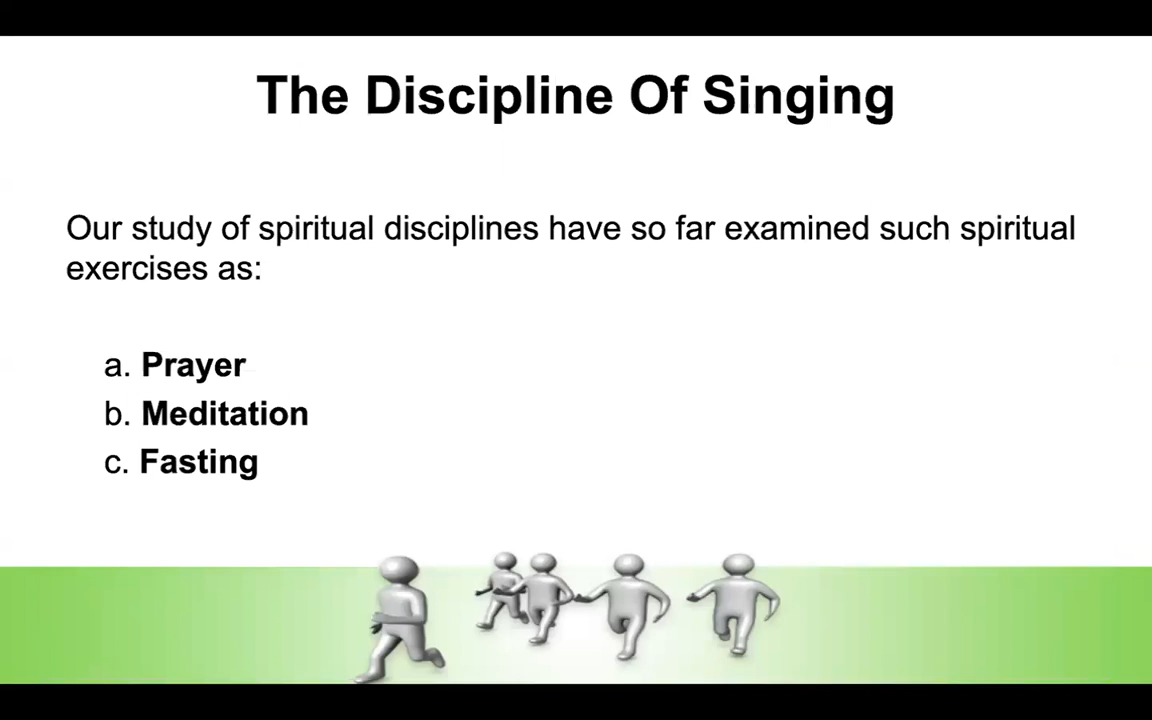 The Discipline Of Singing
Our study of spiritual disciplines have so far examined such spiritual
exercises as:
a. Prayer
b. Meditation
c. Fasting